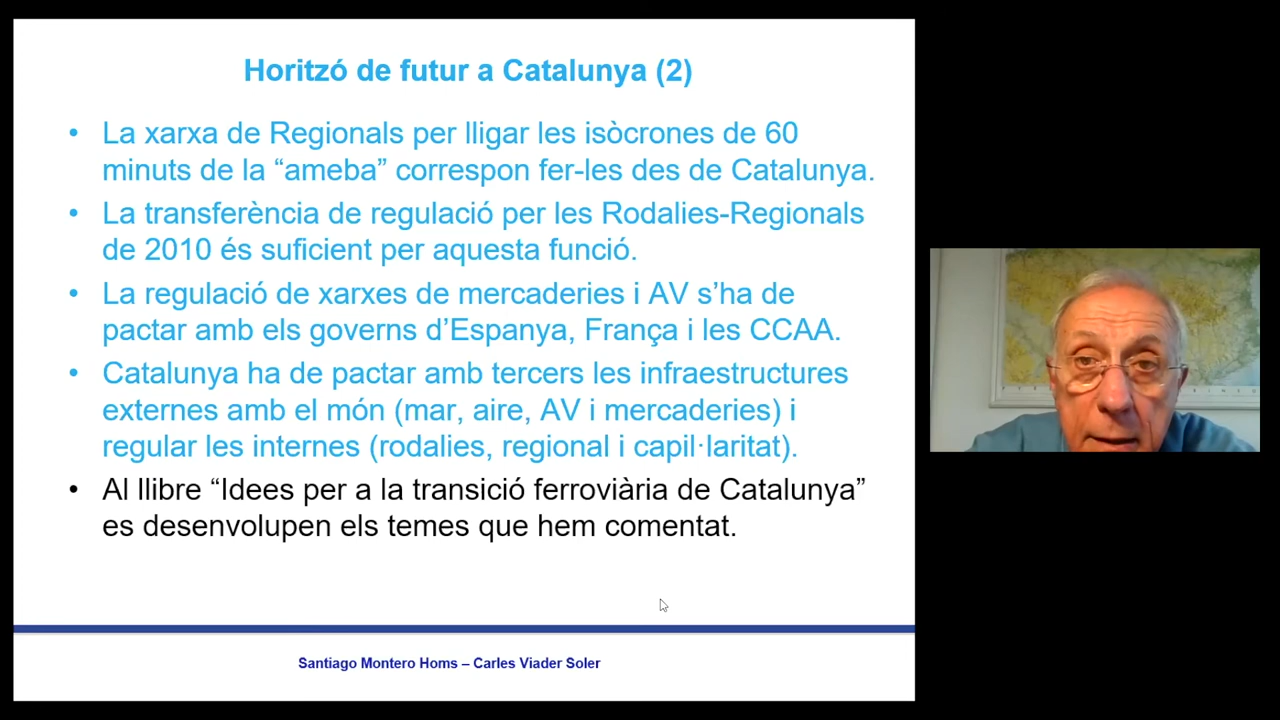 Horitzó de futur a Catalunya (2)
• La xarxa de Regionals per lligar les isòcrones de 60
minuts de la “ameba” correspon fer-les des de Catalunya.
• La transferència de regulació per les Rodalies-Regionals
de 2010 és suficient per aquesta funció.
• La regulació de xarxes de mercaderies i AV s’ha de
pactar amb els governs d’Espanya, França i les CCAA.
• Catalunya ha de pactar amb tercers les infraestructures
externes amb el món (mar, aire, AV i mercaderies) i
regular les internes (rodalies, regional i capil·laritat).
• Al llibre “Idees per a la transició ferroviària de Catalunya”
es desenvolupen els temes que hem comentat.
Santiago Montero Homs – Carles Viader Soler